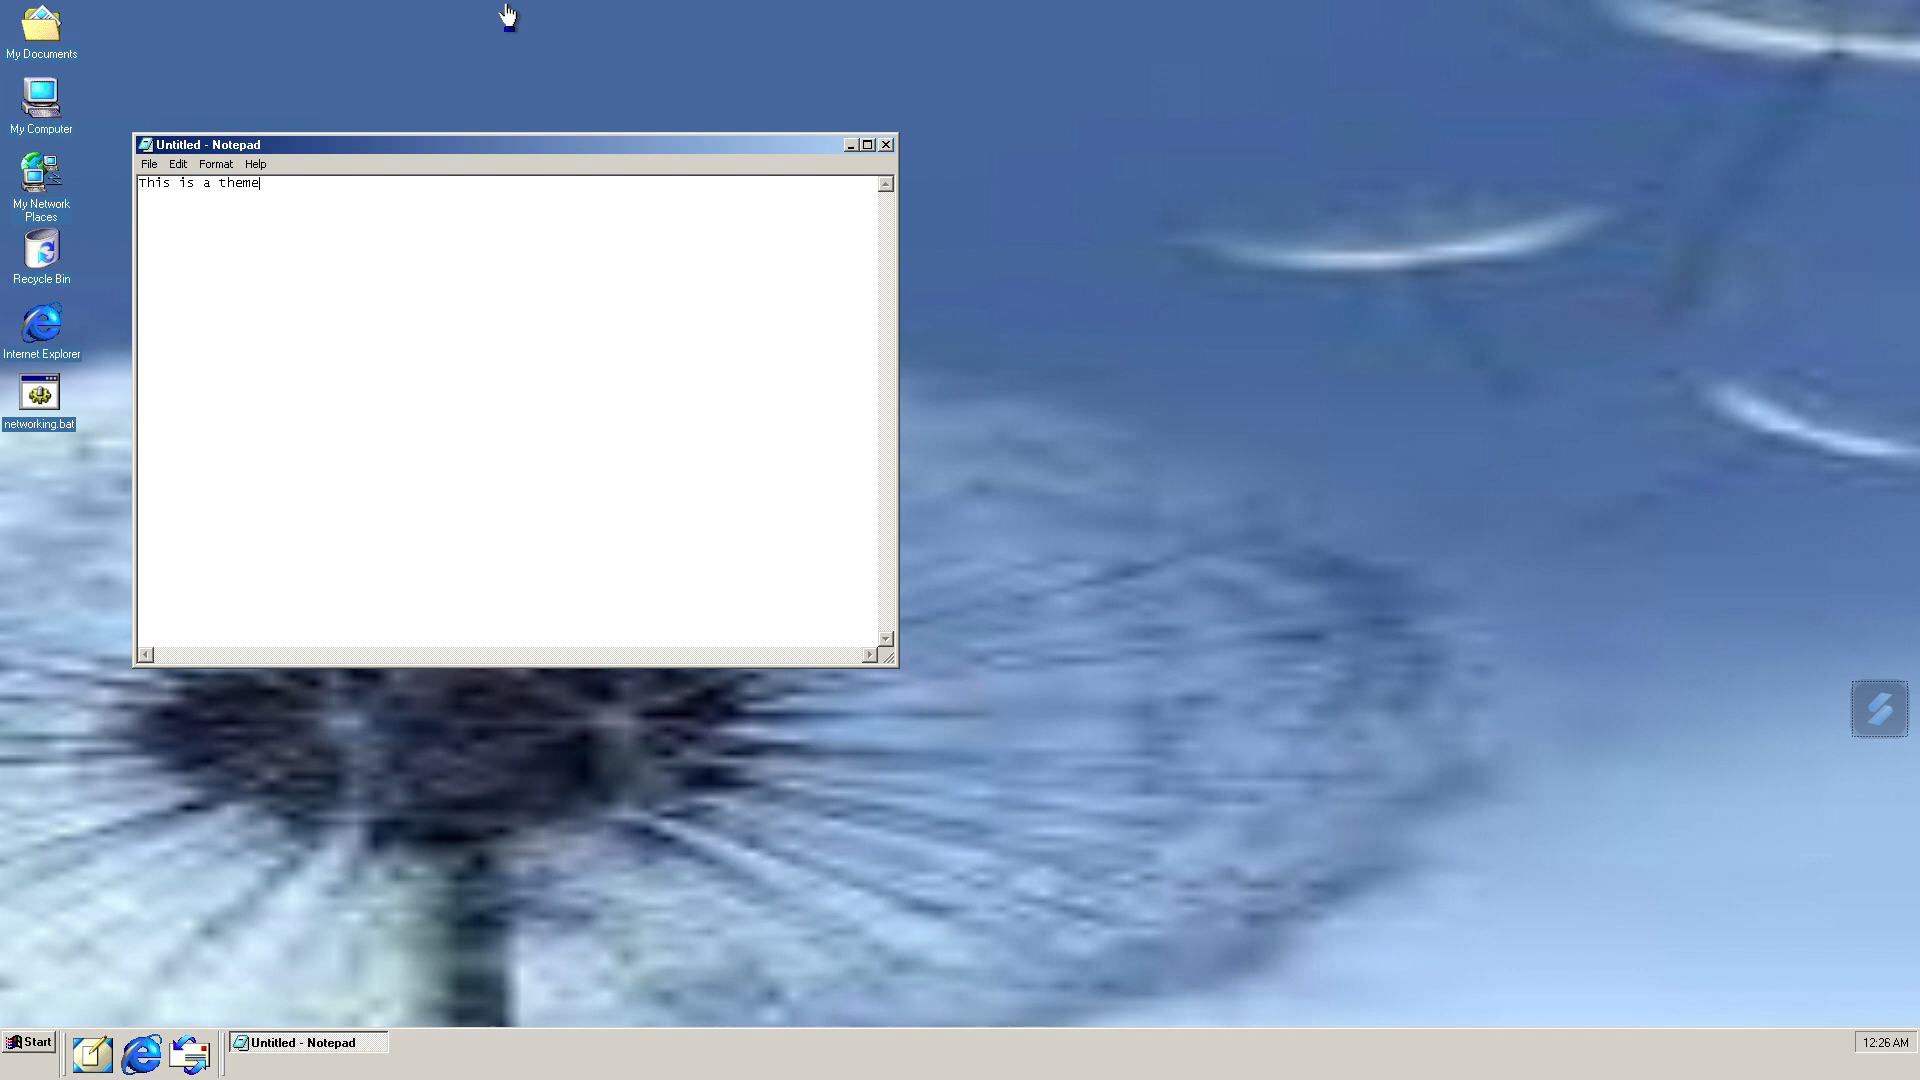 My Documents
My Computer
My Network
Places
Recycle Bin
Internet Explorer
networking.bat
Untitled - Notepad
File Edit Format Help
This is a theme
Start
Untitled - Notepad
12:26 AM